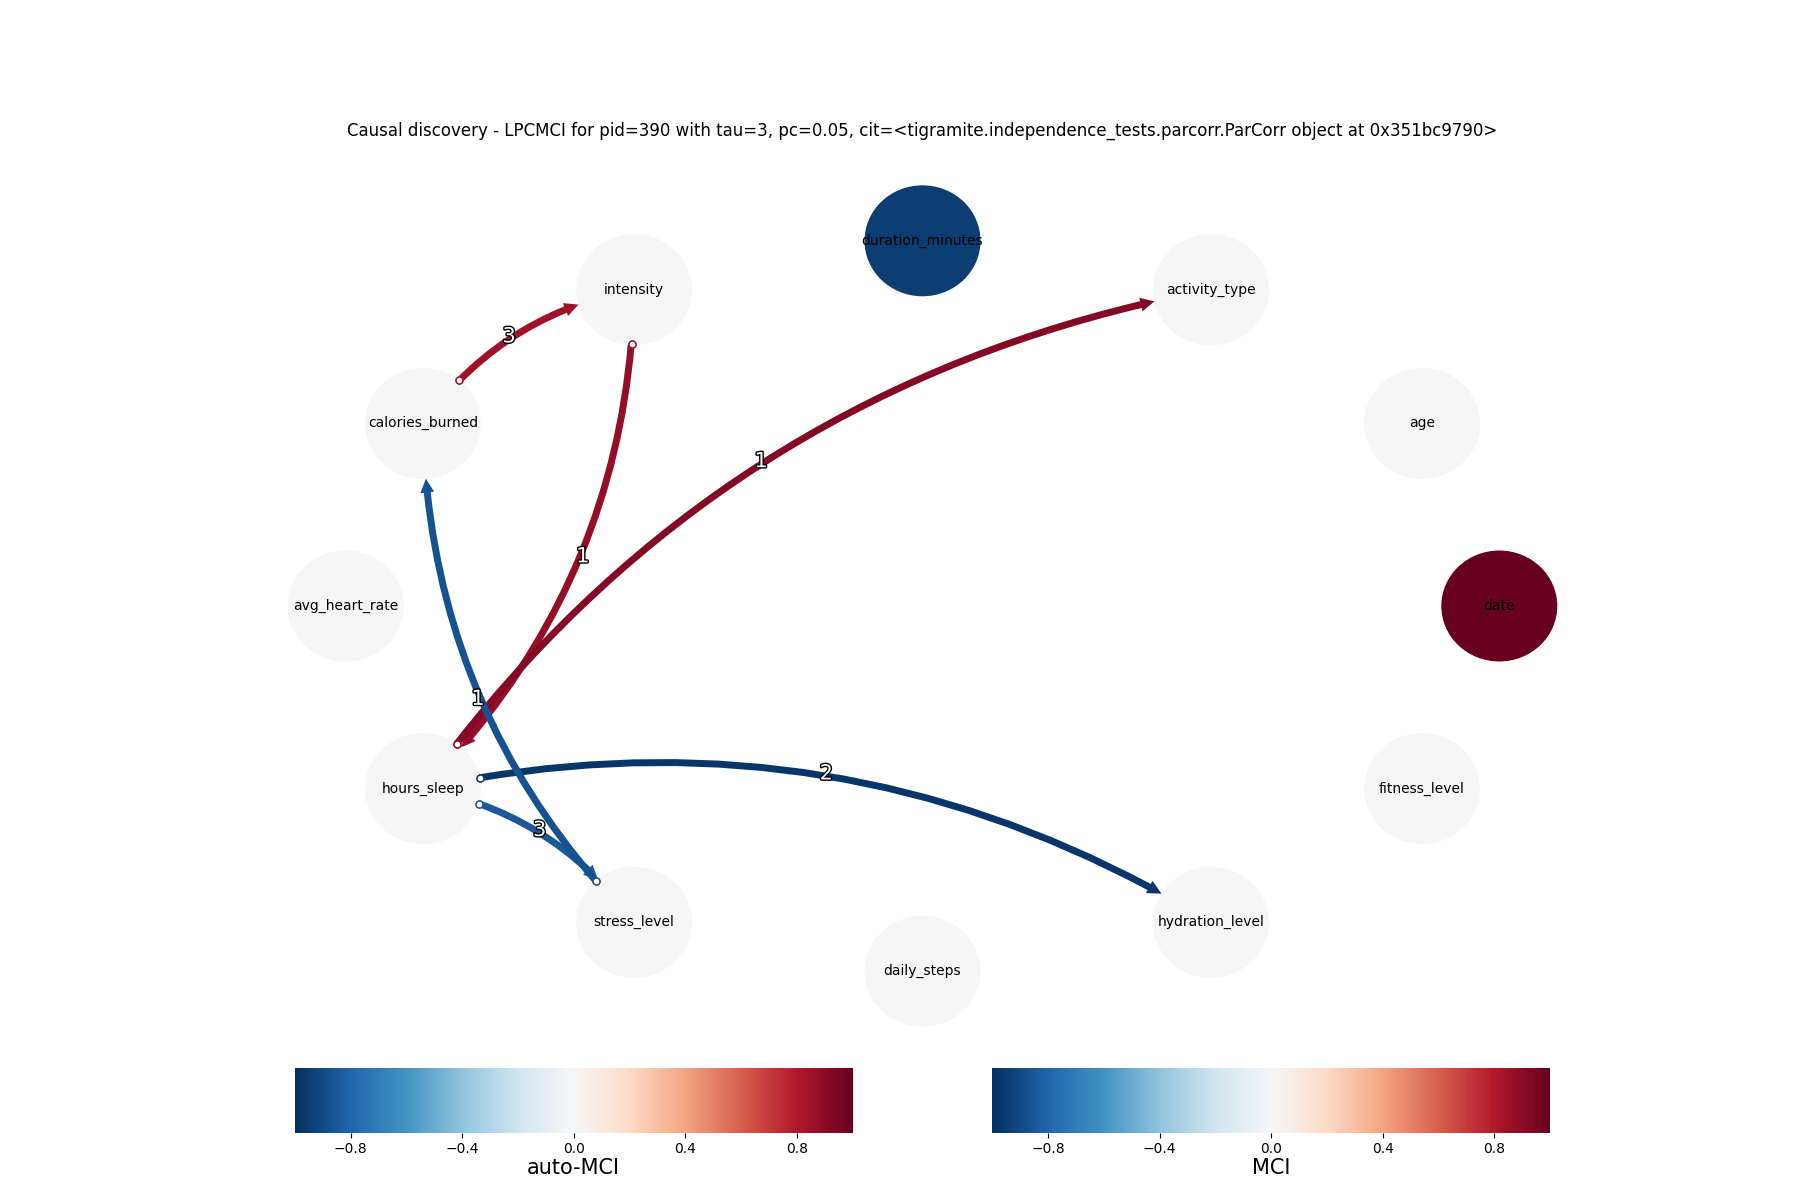 Causal discovery - LPCMCI for pid=390 with tau=3, pc=0.05, cit=<tigramite.independence_tests.parcorr.ParCorr object at 0x351bc9790>
duration_minutes
intensity
activity_type
3
calories_burned
age
1
1
avg_heart_rate
date
1
2
hours_sleep
fitness_level
3
stress_level
hydration_level
daily_steps
−0.8 −0.4 0.0 0.4 0.8
auto-MCI
−0.8 −0.4 0.0 0.4 0.8
MCI